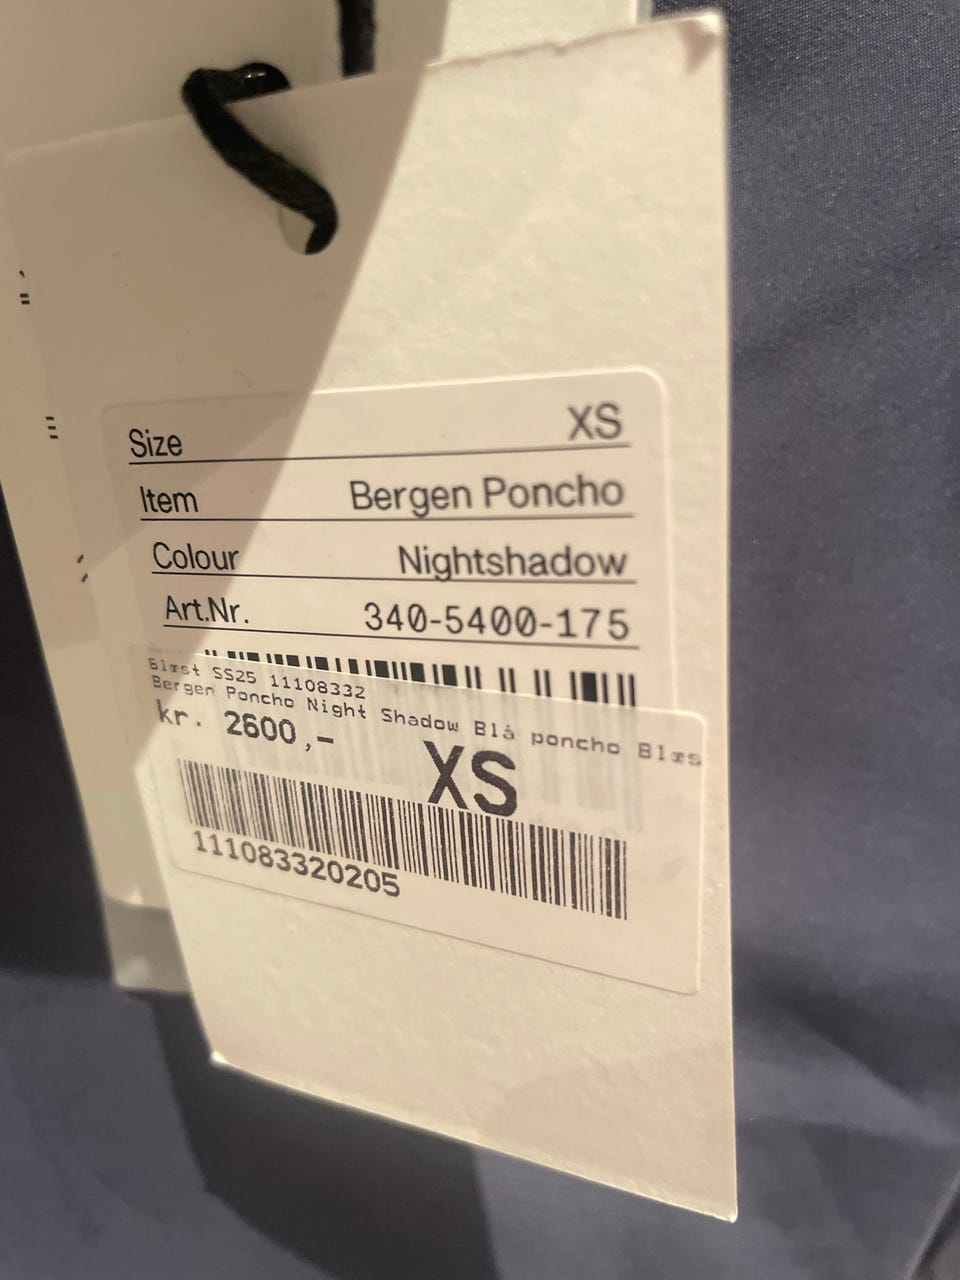 Size XS
Item Bergen Poncho
Colour Nightshadow
Art.Nr. 340-5400-175
Blæst SS25 11108332
Bergen Poncho Night Shadow Blå poncho Blæs
kr. 2600,-
XS
111083320205